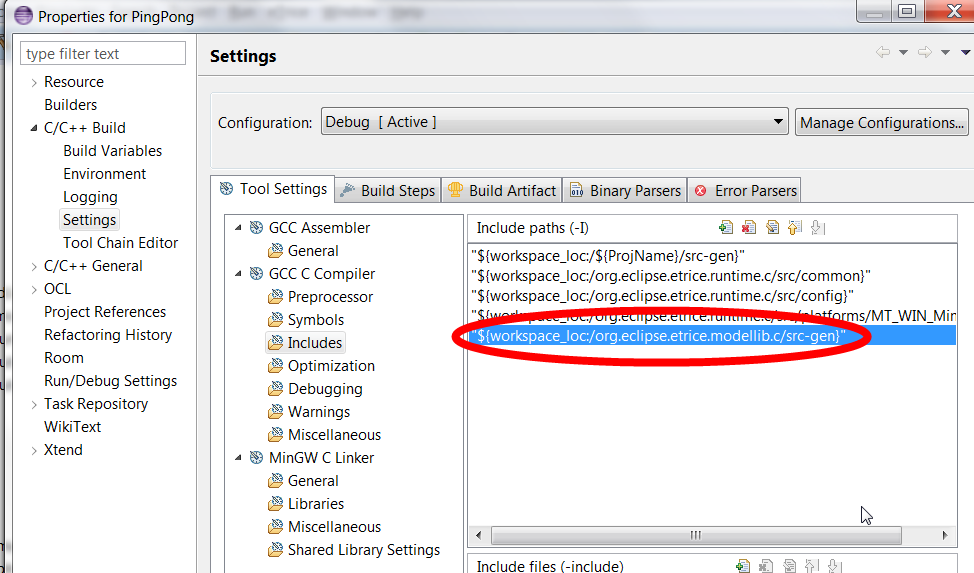 Properties for PingPong
type filter text
Resource
Builders
C/C++ Build
Build Variables
Environment
Logging
Settings
Tool Chain Editor
C/C++ General
OCL
Project References
Refactoring History
Room
Run/Debug Settings
Task Repository
WikiText
Xtend
Settings
Configuration: Debug [ Active ] Manage Configurations...
Tool Settings Build Steps Build Artifact Binary Parsers Error Parsers
GCC Assembler
General
GCC C Compiler
Preprocessor
Symbols
Includes
Optimization
Debugging
Warnings
Miscellaneous
MinGW C Linker
General
Libraries
Miscellaneous
Shared Library Settings
Include paths (-I)
"${workspace_loc:/${ProjName}/src-gen}"
"${workspace_loc:/org.eclipse.etrice.runtime.c/src/common}"
"${workspace_loc:/org.eclipse.etrice.runtime.c/src/config}"
"${workspace_loc:/org.eclipse.etrice.runtime.c/src/platforms/MT_WIN_Min
"${workspace_loc:/org.eclipse.etrice.modellib.c/src-gen}"
Include files (-include)